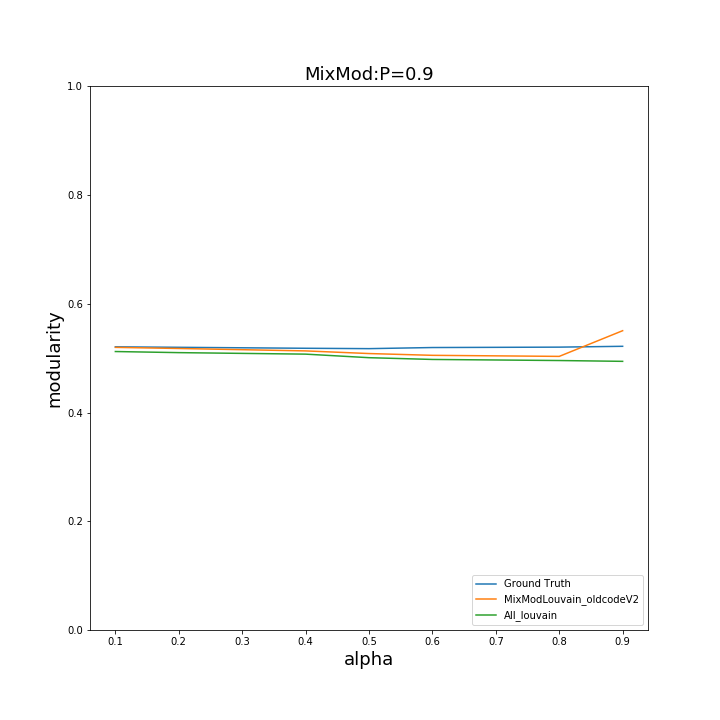 MixMod:P=0.9
1.0
0.8
0.6
0.4
0.2
0.0
modularity
0.1 0.2 0.3 0.4 0.5 0.6 0.7 0.8 0.9
alpha
Ground Truth
MixModLouvain_oldcodeV2
All_louvain